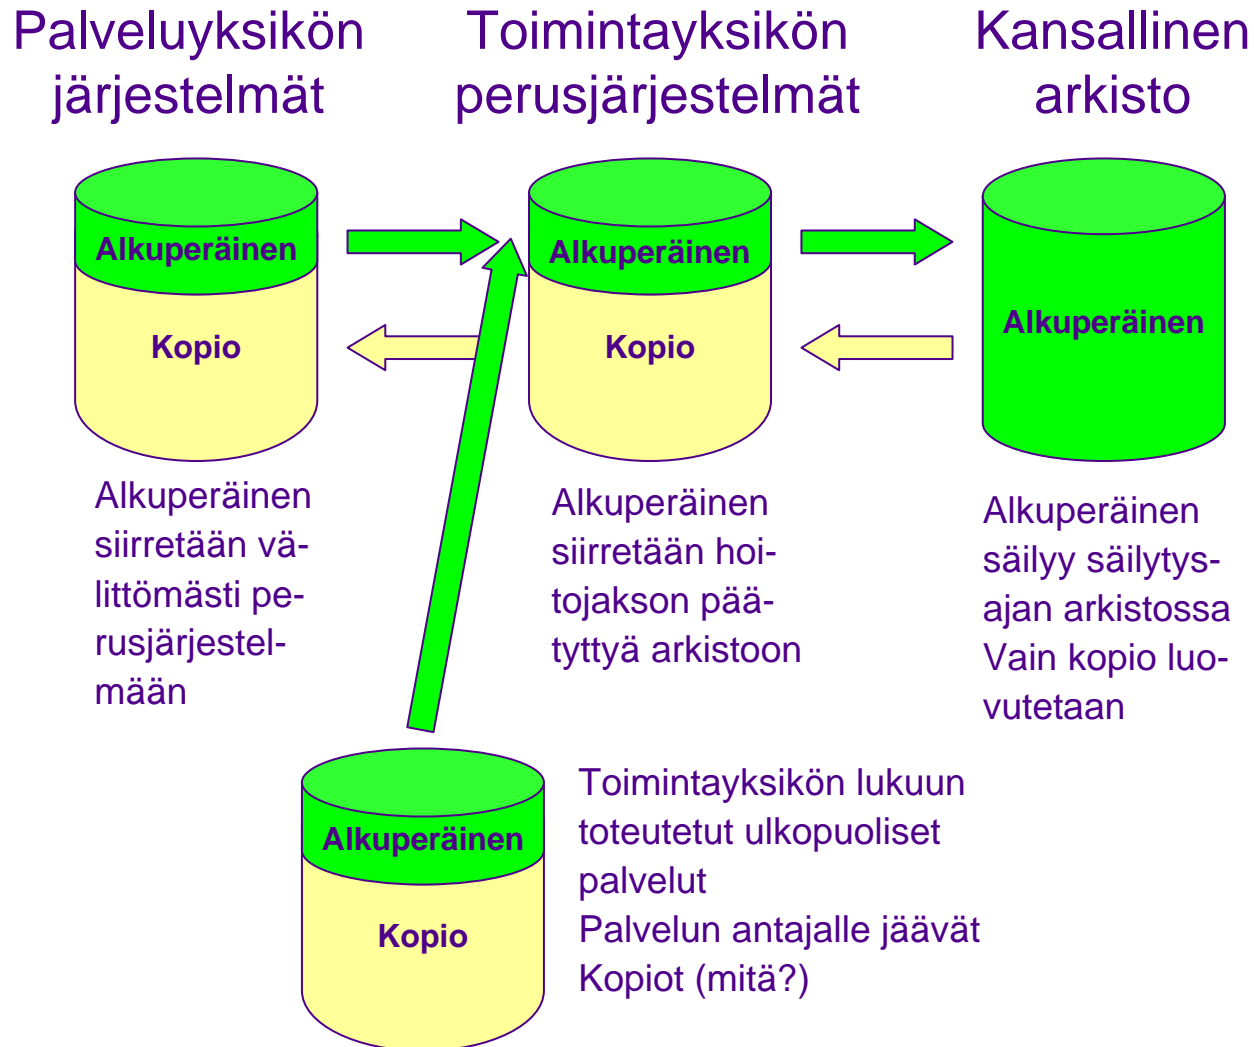 Palveluyksikön
järjestelmät
Toimintayksikön
perusjärjestelmät
Kansallinen
arkisto
Alkuperäinen
Kopio
Alkuperäinen
Kopio
Alkuperäinen
Alkuperäinen
siirretään vä-
littömästi pe-
rusjärjestel-
mään
Alkuperäinen
siirretään hoi-
tojakson pää-
tyttyä arkistoon
Alkuperäinen
säilyy säilytys-
ajan arkistossa
Vain kopio luo-
vutetaan
Alkuperäinen
Kopio
Toimintayksikön lukuun
toteutetut ulkopuoliset
palvelut
Palvelun antajalle jäävät
Kopiot (mitä?)